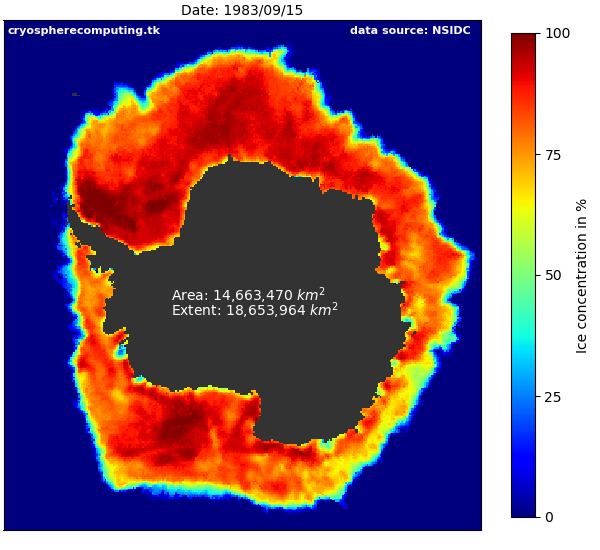 Date: 1983/09/15
cryospherecomputing.tk
data source: NSIDC
Area: 14,663,470 km²
Extent: 18,653,964 km²
100
75
50
25
0
Ice concentration in %